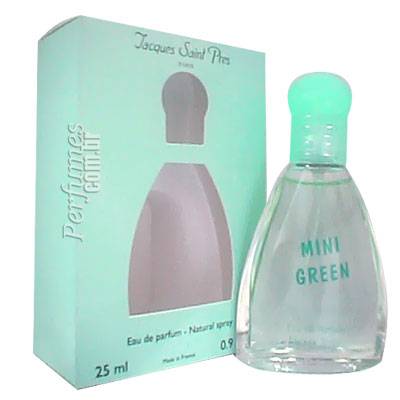 Jacques Saint Pres
PARIS
Perfumes
.com.br
Eau de parfum - Natural spray
25 ml
0.9
Made in France
MINI
GREEN